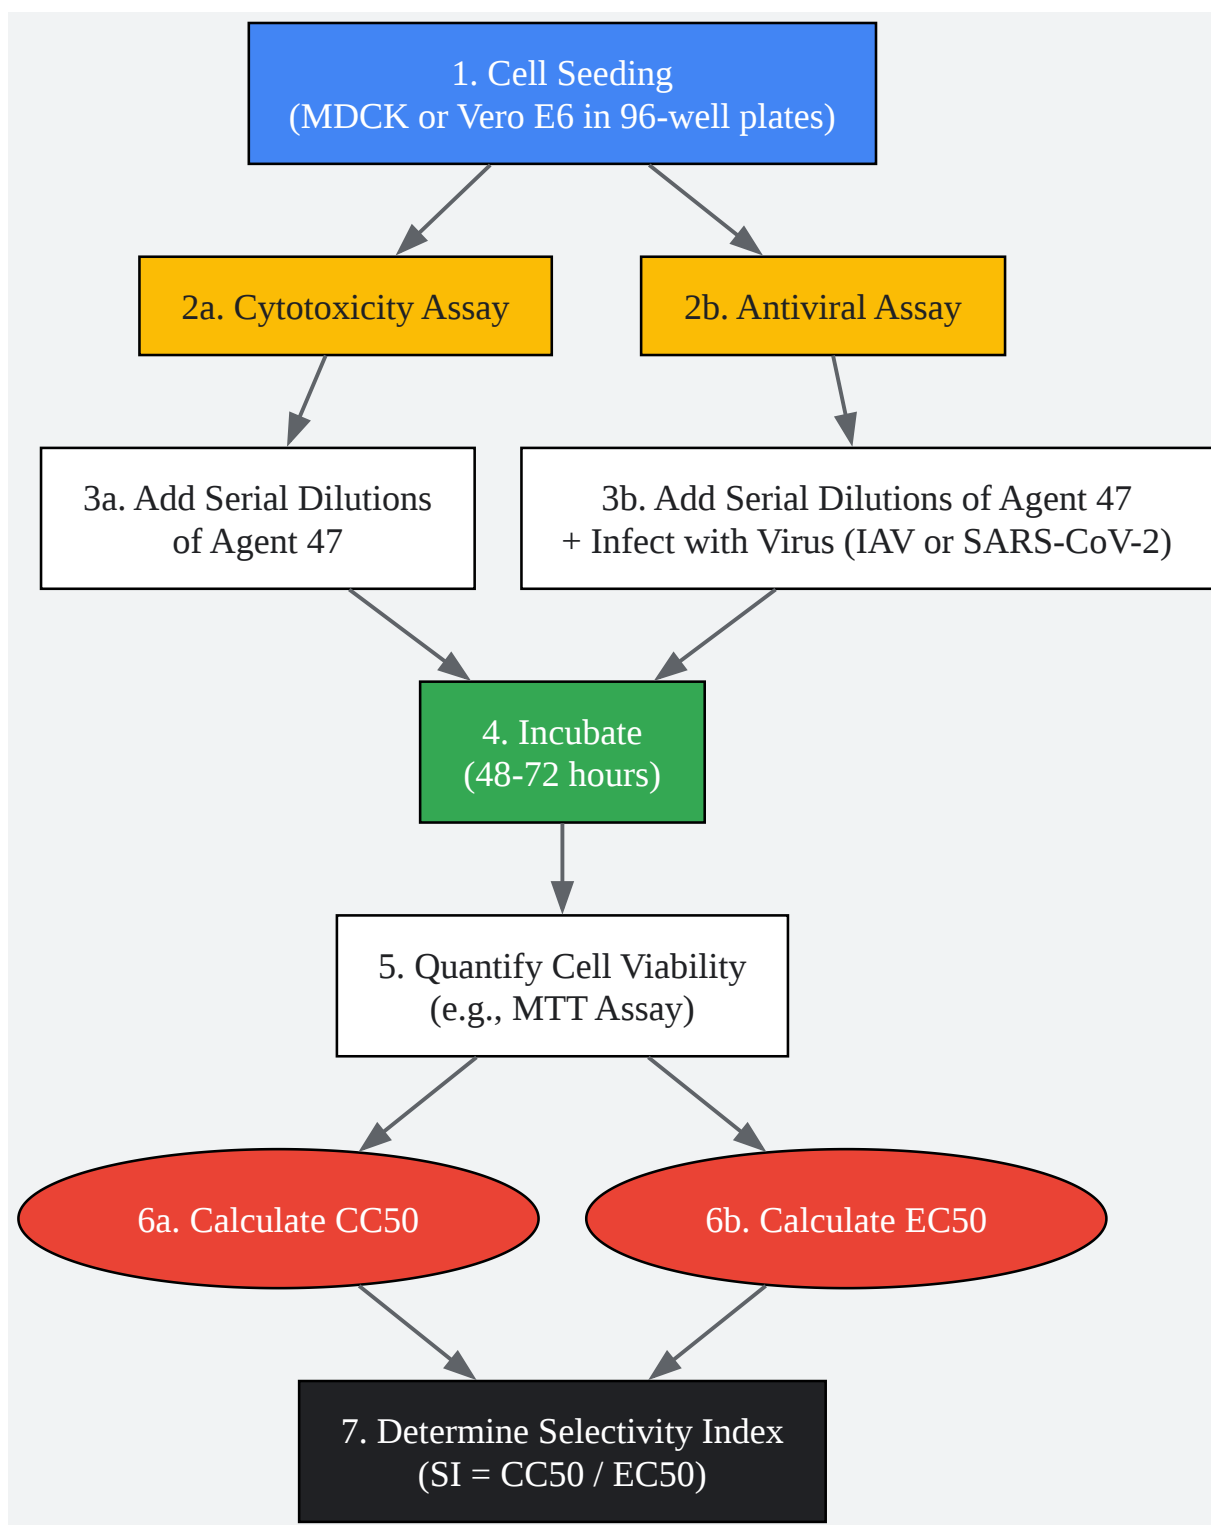 1. Cell Seeding
(MDCK or Vero E6 in 96-well plates)
2a. Cytotoxicity Assay
2b. Antiviral Assay
3a. Add Serial Dilutions
of Agent 47
3b. Add Serial Dilutions of Agent 47
+ Infect with Virus (IAV or SARS-CoV-2)
4. Incubate
(48-72 hours)
5. Quantify Cell Viability
(e.g., MTT Assay)
6a. Calculate CC50
6b. Calculate EC50
7. Determine Selectivity Index
(SI = CC50 / EC50)